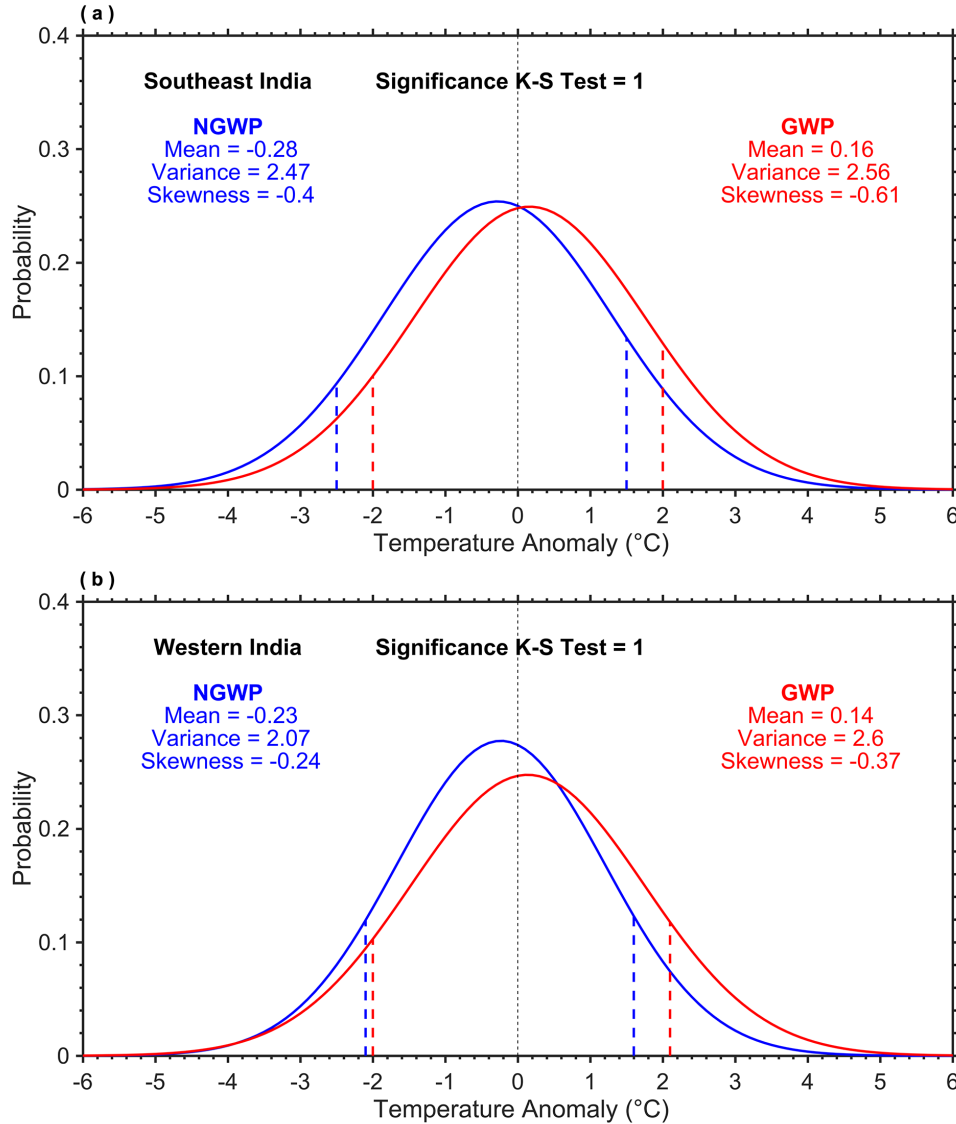 ( a )
0.4
Southeast India
Significance K-S Test = 1
NGWP
Mean = -0.28
Variance = 2.47
Skewness = -0.4
GWP
Mean = 0.16
Variance = 2.56
Skewness = -0.61
0.3
0.2
0.1
0
Probability
-6 -5 -4 -3 -2 -1 0 1 2 3 4 5 6
Temperature Anomaly (°C)
( b )
0.4
Western India
Significance K-S Test = 1
NGWP
Mean = -0.23
Variance = 2.07
Skewness = -0.24
GWP
Mean = 0.14
Variance = 2.6
Skewness = -0.37
0.3
0.2
0.1
0
Probability
-6 -5 -4 -3 -2 -1 0 1 2 3 4 5 6
Temperature Anomaly (°C)